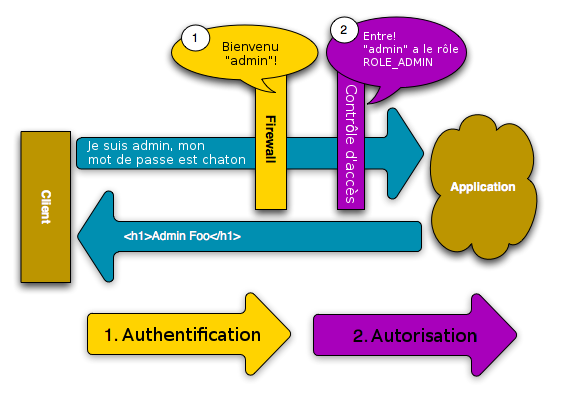 1
Bienvenu
"admin"!
2
Entre!
"admin" a le rôle
ROLE_ADMIN
Client
Je suis admin, mon
mot de passe est chaton
Firewall
Contrôle d'accès
Application
<h1>Admin Foo</h1>
1. Authentification
2. Autorisation